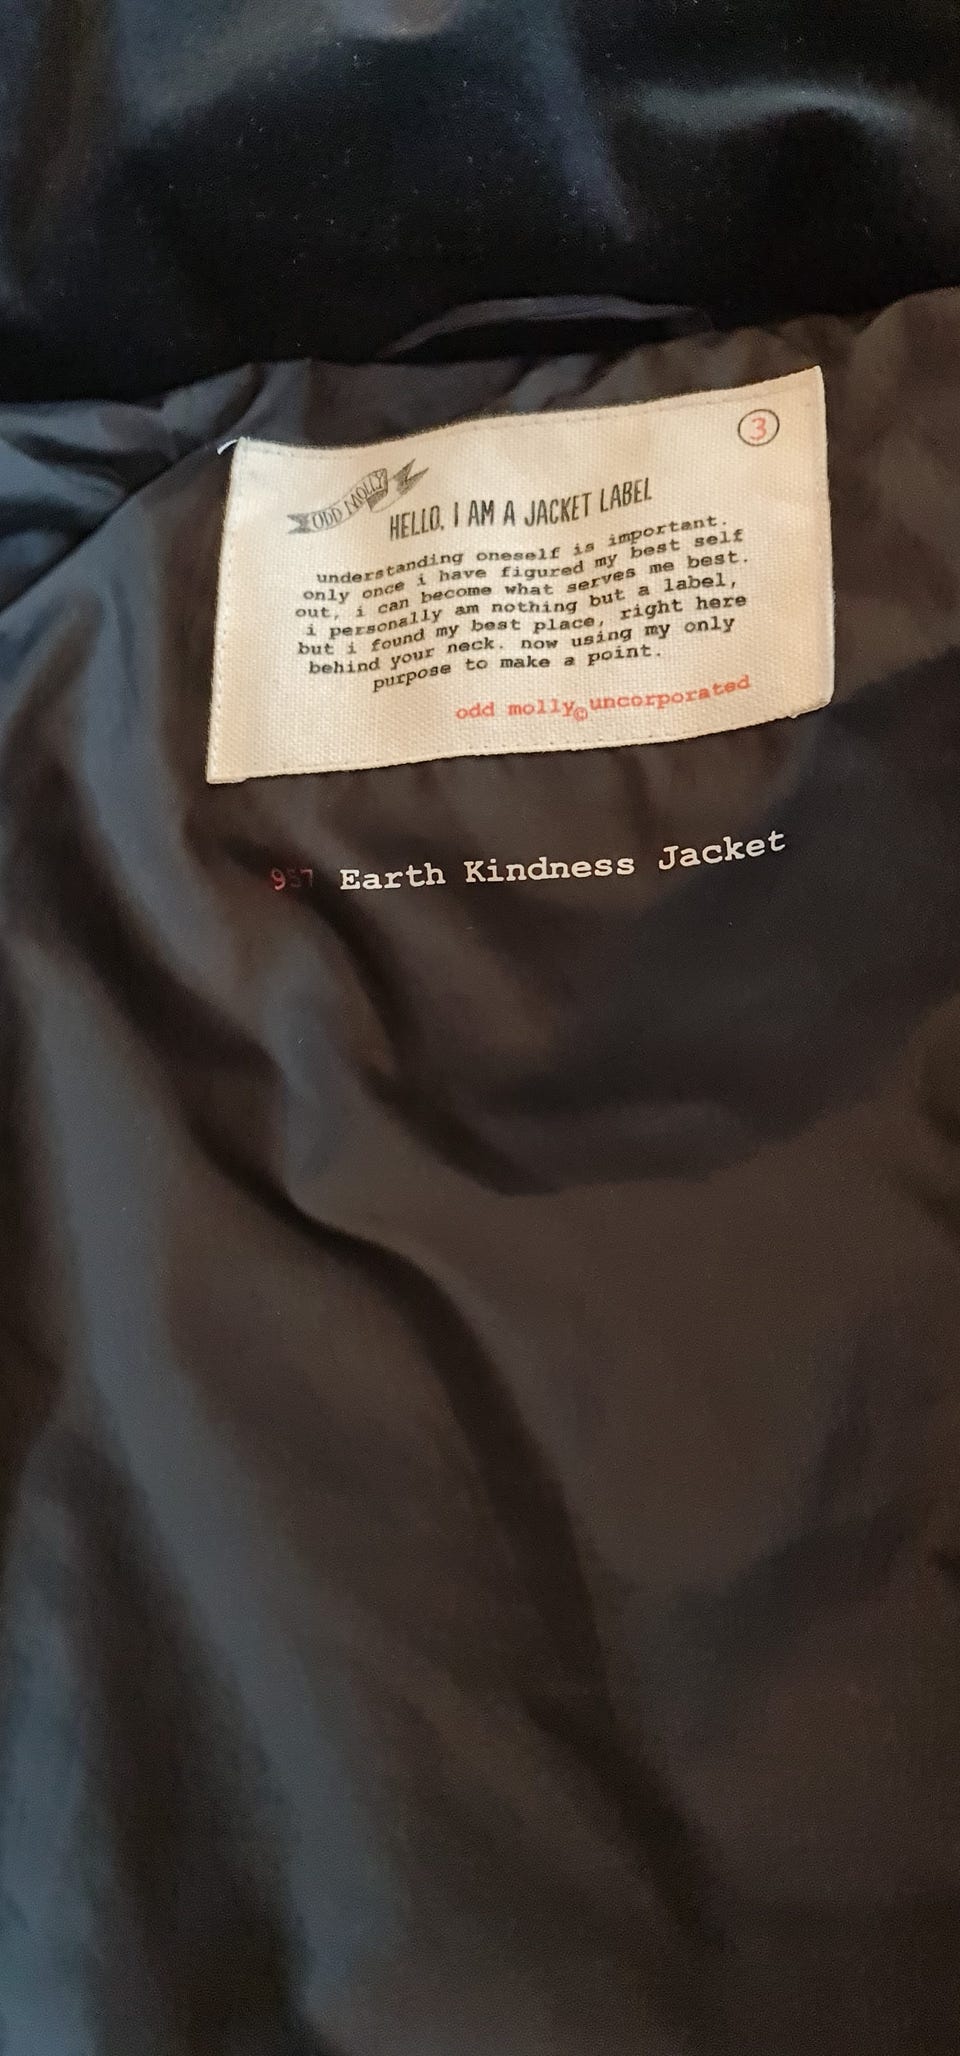 3
ODD MOLLY
HELLO. I AM A JACKET LABEL
understanding oneself is important.
only once i have figured my best self
out, i can become what serves me best.
i personally am nothing but a label,
but i found my best place, right here
behind your neck. now using my only
purpose to make a point.
odd molly©uncorporated
957 Earth Kindness Jacket